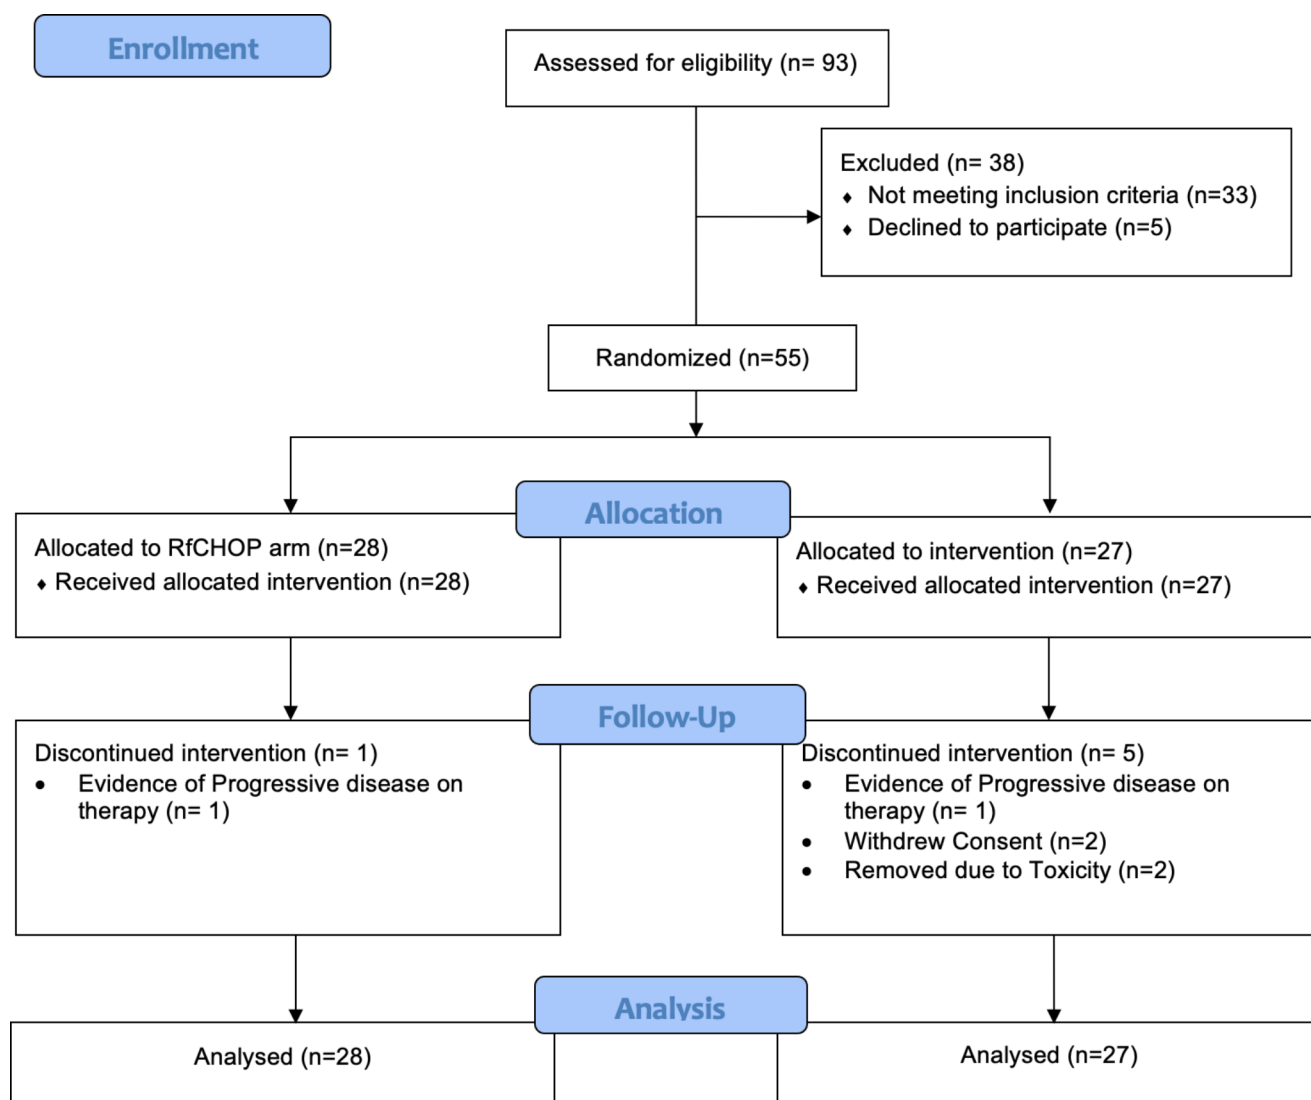 Enrollment
Assessed for eligibility (n= 93)
Excluded (n= 38)
♦ Not meeting inclusion criteria (n=33)
♦ Declined to participate (n=5)
Randomized (n=55)
Allocation
Allocated to RfCHOP arm (n=28)
♦ Received allocated intervention (n=28)
Allocated to intervention (n=27)
♦ Received allocated intervention (n=27)
Follow-Up
Discontinued intervention (n= 1)
• Evidence of Progressive disease on
therapy (n= 1)
Discontinued intervention (n= 5)
• Evidence of Progressive disease on
therapy (n= 1)
• Withdrew Consent (n=2)
• Removed due to Toxicity (n=2)
Analysis
Analysed (n=28)
Analysed (n=27)